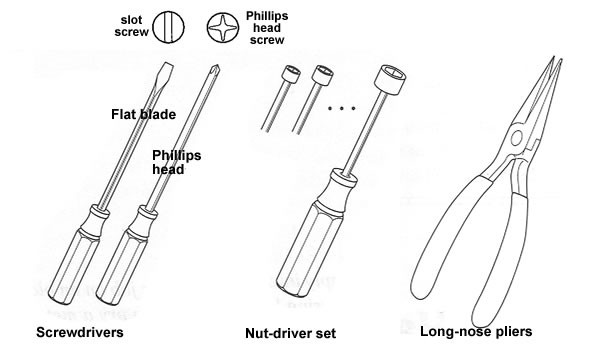 slot
screw
Phillips
head
screw
Flat blade
Phillips
head
Screwdrivers
Nut-driver set
Long-nose pliers